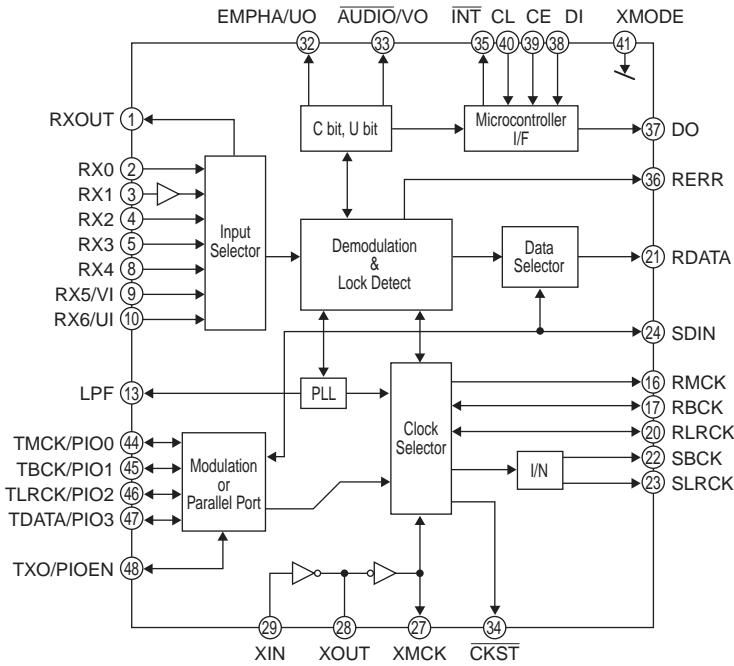 EMPHA/UO
AUDIO/VO
INT
CL
CE
DI
XMODE
32
33
35
40
39
38
41
RXOUT 1
C bit, U bit
Microcontroller
I/F
37 DO
RX0 2
RX1 3
RX2 4
RX3 5
RX4 8
RX5/VI 9
RX6/UI 10
Input
Selector
Demodulation
&
Lock Detect
Data
Selector
36 RERR
21 RDATA
24 SDIN
LPF 13
PLL
Clock
Selector
16 RMCK
17 RBCK
20 RLRCK
22 SBCK
23 SLRCK
I/N
TMCK/PIO0 44
TBCK/PIO1 45
TLRCK/PIO2 46
TDATA/PIO3 47
TXO/PIOEN 48
Modulation
or
Parallel Port
29
28
27
34
XIN
XOUT
XMCK
CKST